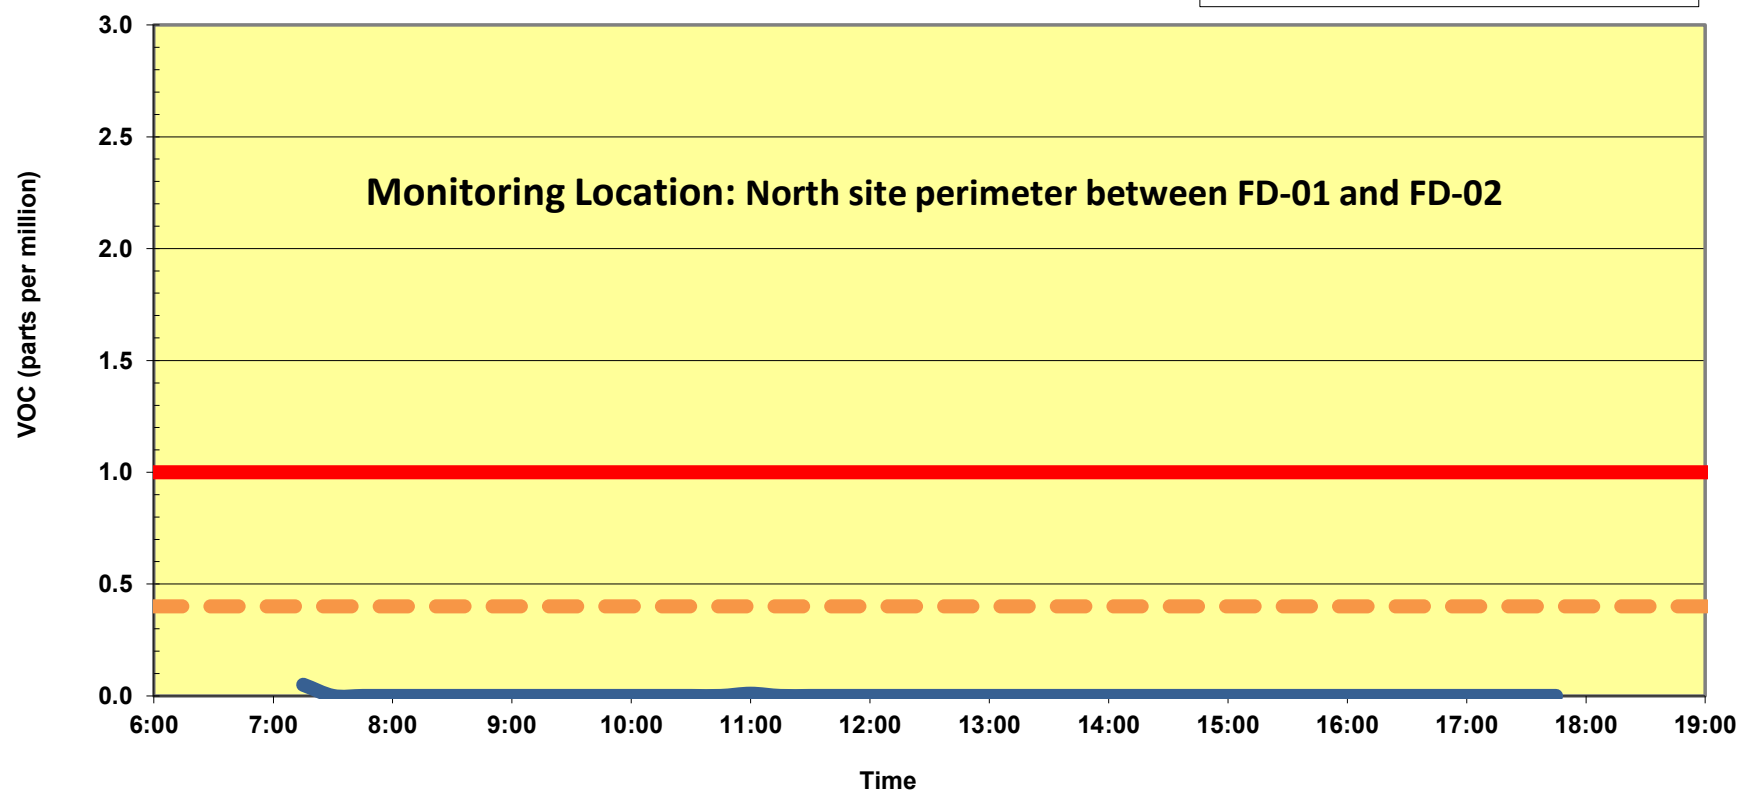 3.0
2.5
Monitoring Location: North site perimeter between FD-01 and FD-02
2.0
VOC (parts per million)
1.5
1.0
0.5
0.0
6:00 7:00 8:00 9:00 10:00 11:00 12:00 13:00 14:00 15:00 16:00 17:00 18:00 19:00
Time